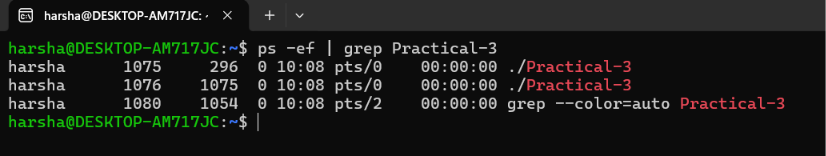 harsha@DESKTOP-AM717JC: ~
harsha@DESKTOP-AM717JC:~$ ps -ef | grep Practical-3
harsha 1075 296 0 10:08 pts/0 00:00:00 ./Practical-3
harsha 1076 1075 0 10:08 pts/0 00:00:00 ./Practical-3
harsha 1080 1054 0 10:08 pts/2 00:00:00 grep --color=auto Practical-3
harsha@DESKTOP-AM717JC:~$